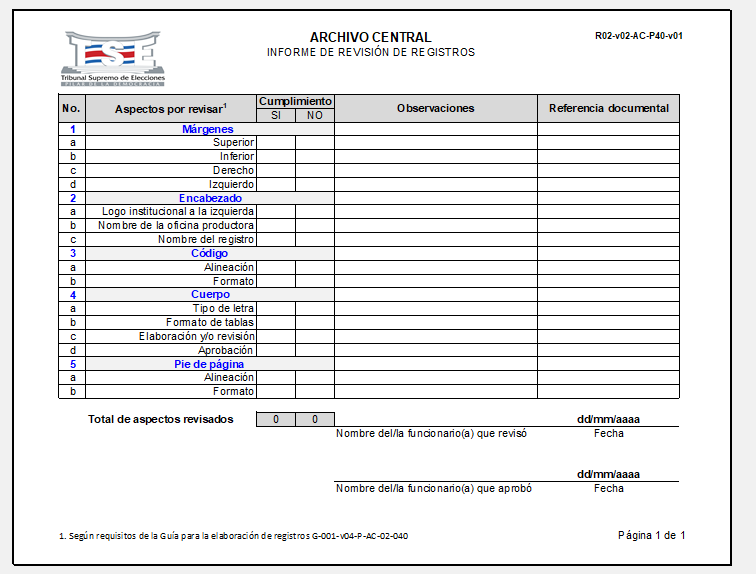 ARCHIVO CENTRAL
R02-v02-AC-P40-v01
INFORME DE REVISIÓN DE REGISTROS
TSE
Tribunal Supremo de Elecciones
PILAR DE LA DEMOCRACIA
No. Aspectos por revisar1 Cumplimiento Observaciones Referencia documental
SI NO
1 Márgenes
a Superior
b Inferior
c Derecho
d Izquierdo
2 Encabezado
a Logo institucional a la izquierda
b Nombre de la oficina productora
c Nombre del registro
3 Código
a Alineación
b Formato
4 Cuerpo
a Tipo de letra
b Formato de tablas
c Elaboración y/o revisión
d Aprobación
5 Pie de página
a Alineación
b Formato
Total de aspectos revisados 0 0 dd/mm/aaaa
Nombre del/la funcionario(a) que revisó Fecha
dd/mm/aaaa
Nombre del/la funcionario(a) que aprobó Fecha
1. Según requisitos de la Guía para la elaboración de registros G-001-v04-P-AC-02-040
Página 1 de 1